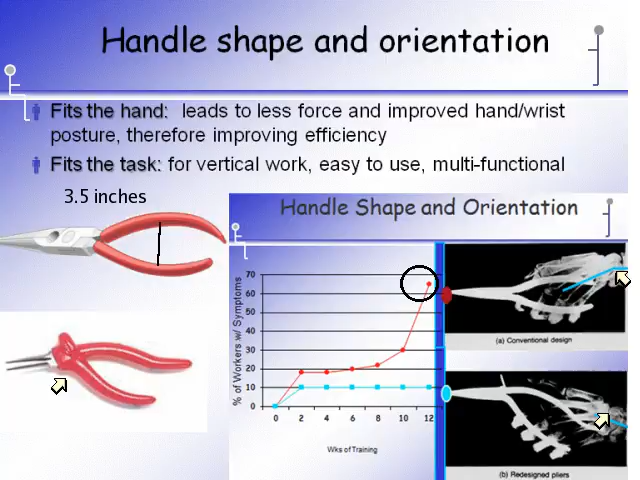 Handle shape and orientation
Fits the hand: leads to less force and improved hand/wrist
posture, therefore improving efficiency
Fits the task: for vertical work, easy to use, multi-functional
3.5 inches
Handle Shape and Orientation
% of Workers w/ Symptoms
70
60
50
40
30
20
10
0
0 2 4 6 8 10 12
Wks of Training
(a) Conventional design
(b) Redesigned pliers